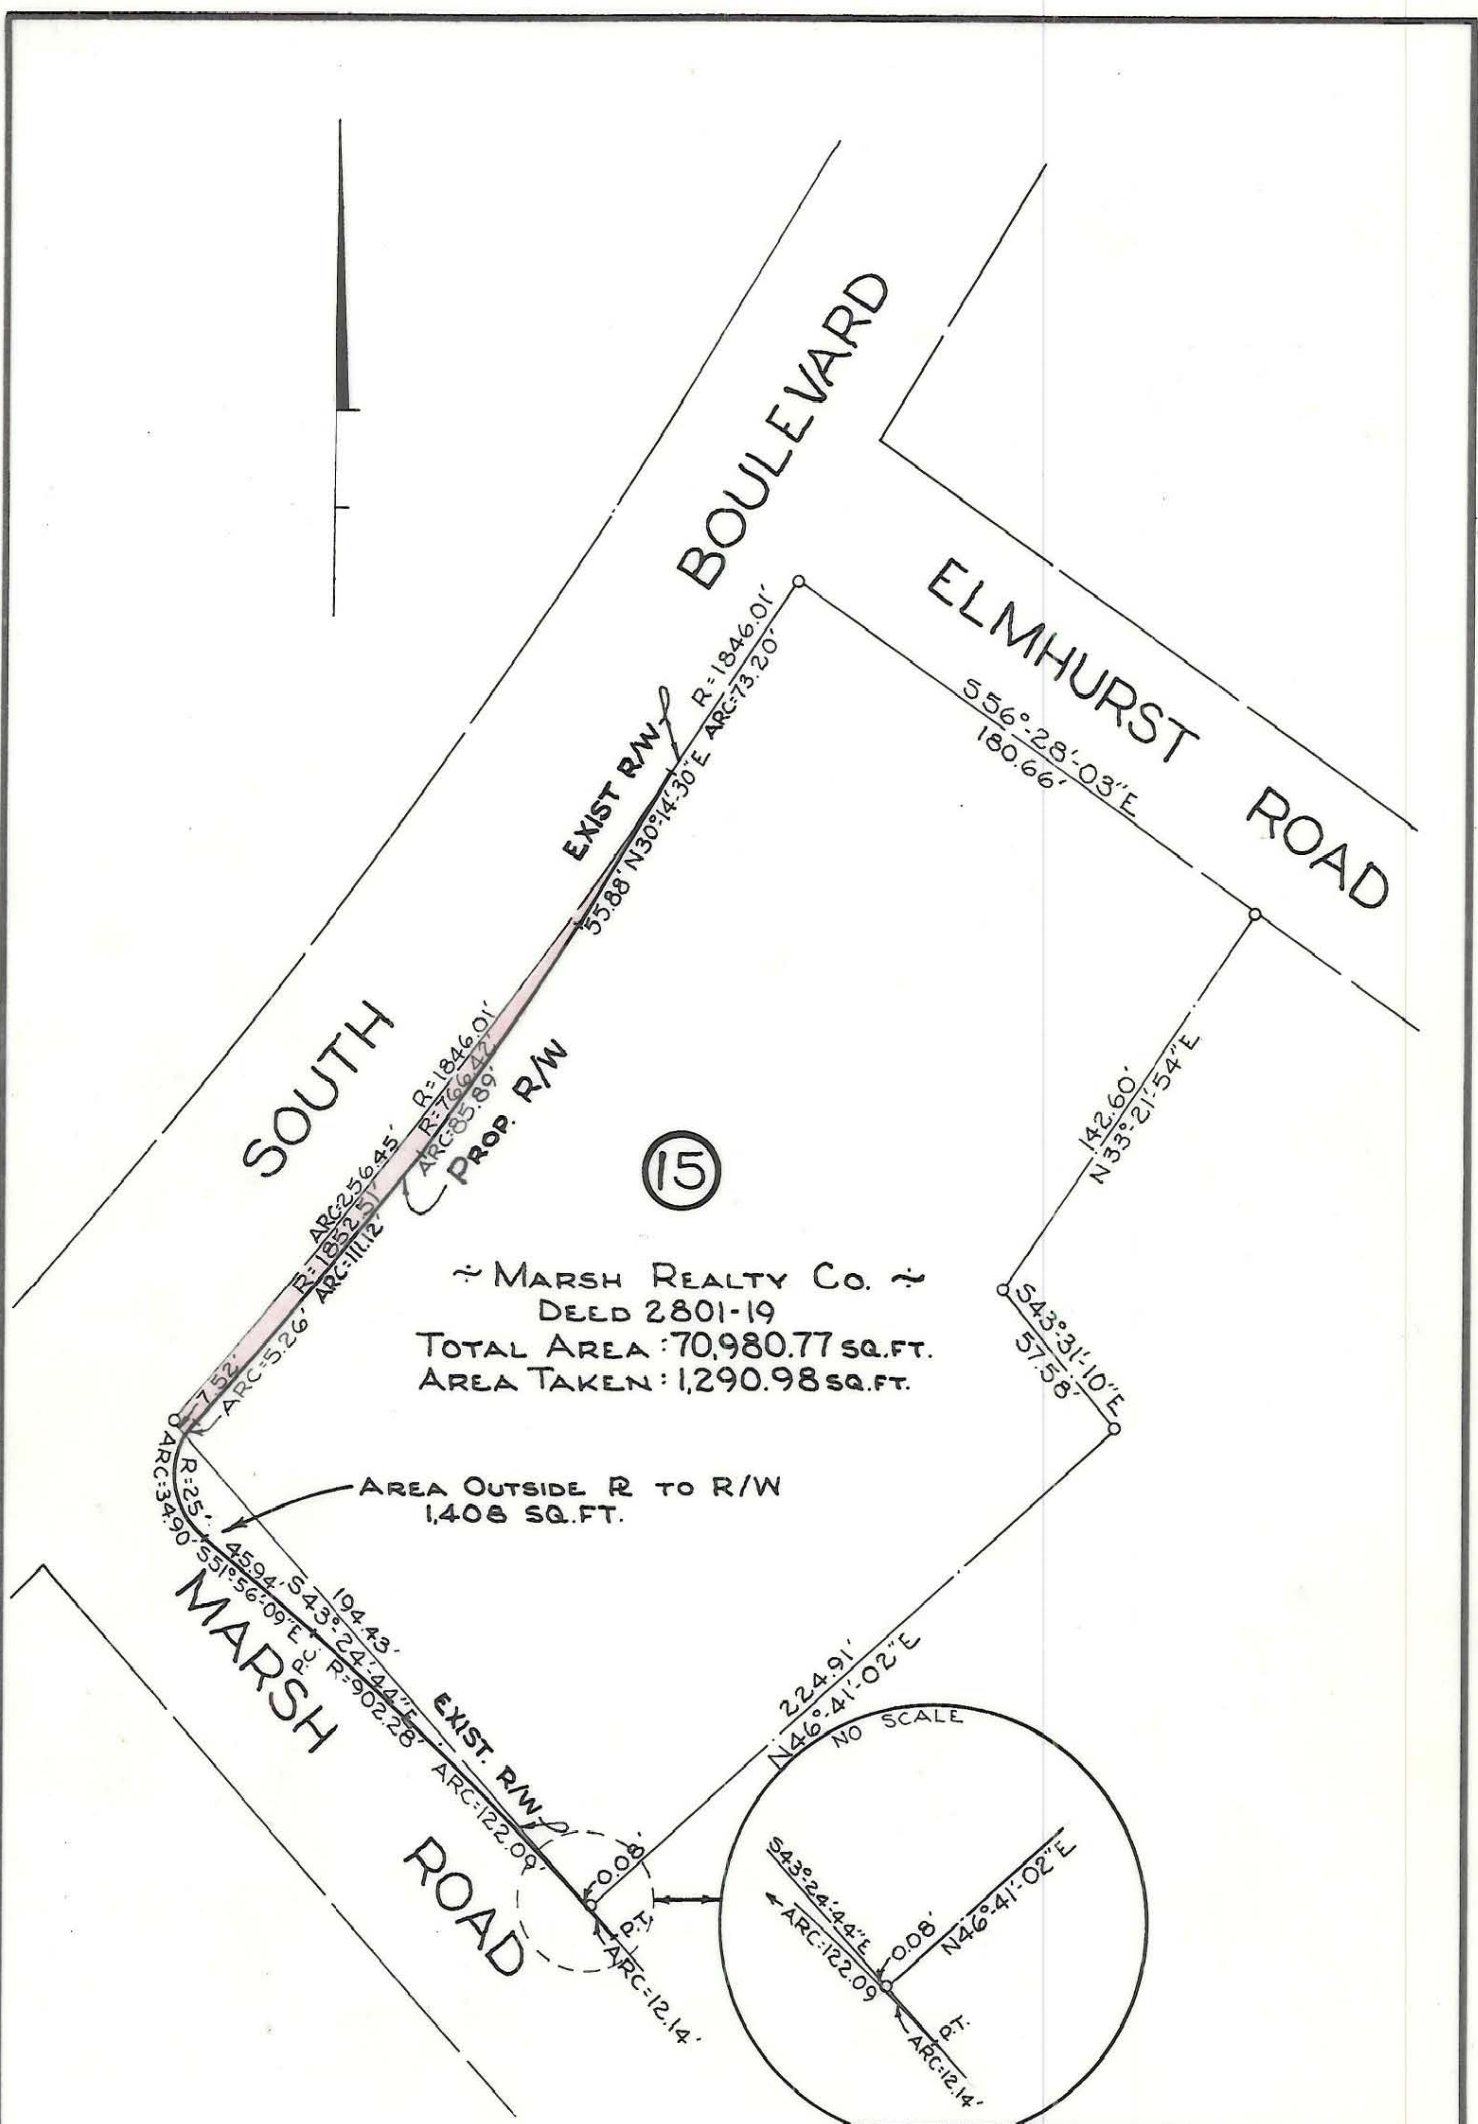 BOULEVARD
ELMHURST
ROAD
S56°-28'-03"E
180.66'
R=1846.01'
ARC=73.20'
EXIST R/W
55.88' N30°-14'-30"E
SOUTH
R=1846.01'
R=766.42'
ARC=85.89'
PROP. R/W
ARC=256.45'
R=1852.51'
ARC=111.12'
142.60'
N33°-21'-54"E
15
~ MARSH REALTY CO. ~
DEED 2801-19
TOTAL AREA : 70,980.77 SQ.FT.
AREA TAKEN : 1,290.98 SQ.FT.
S43°-31'-10"E
57.58'
7.52'
ARC=5.26'
ARC=34.90'
R=25'
AREA OUTSIDE TO R/W
1,408 SQ.FT.
45.94'
S51°-56'-09"E
194.43'
S43°-24'-44"E
P.C.
R=902.28'
ARC=122.09'
EXIST. R/W
MARSH
ROAD
224.91'
N46°-41'-02"E
0.08'
P.T.
ARC=12.14'
NO SCALE
S43°-24'-44"E
ARC=122.09
0.08'
N46°-41'-02"E
P.T.
ARC=12.14'